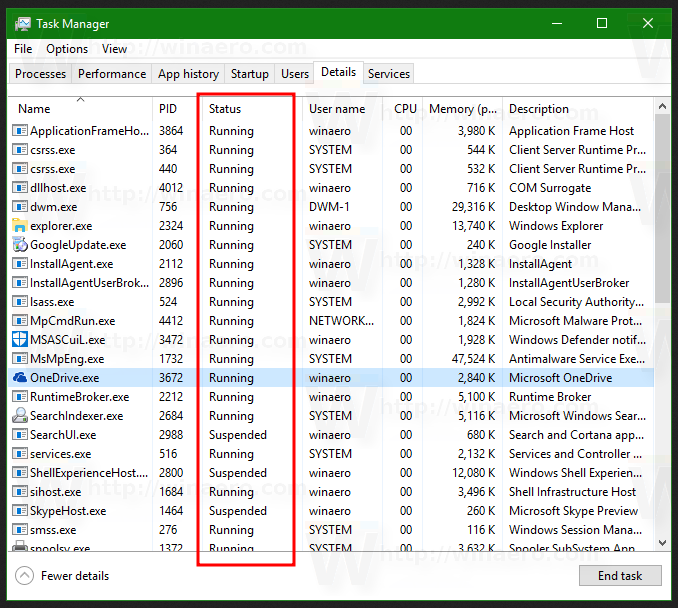 Task Manager
File Options View
http://winaero.com
Processes Performance App history Startup Users Details Services
Name PID Status User name CPU Memory (p... Description
ApplicationFrameHo... 3864 Running winaero 00 3,980 K Application Frame Host
csrss.exe 364 Running SYSTEM 00 544 K Client Server Runtime Pr...
csrss.exe 440 Running SYSTEM 00 532 K Client Server Runtime Pr...
dllhost.exe 4012 Running winaero 00 716 K COM Surrogate
dwm.exe 756 Running DWM-1 00 29,316 K Desktop Window Mana...
explorer.exe 2324 Running winaero 00 13,740 K Windows Explorer
GoogleUpdate.exe 2060 Running SYSTEM 00 240 K Google Installer
InstallAgent.exe 2112 Running winaero 00 1,328 K InstallAgent
InstallAgentUserBrok... 2896 Running winaero 00 1,280 K InstallAgentUserBroker
lsass.exe 524 Running SYSTEM 00 2,992 K Local Security Authority...
MpCmdRun.exe 4412 Running NETWORK... 00 1,824 K Microsoft Malware Prot...
MSASCuiL.exe 3472 Running winaero 00 1,928 K Windows Defender notif...
MsMpEng.exe 1732 Running SYSTEM 00 47,524 K Antimalware Service Exe...
OneDrive.exe 3672 Running winaero 00 2,840 K Microsoft OneDrive
RuntimeBroker.exe 2212 Running winaero 00 5,100 K Runtime Broker
SearchIndexer.exe 2684 Running SYSTEM 00 5,116 K Microsoft Windows Sear...
SearchUI.exe 2988 Suspended winaero 00 680 K Search and Cortana app...
services.exe 516 Running SYSTEM 00 2,132 K Services and Controller ...
ShellExperienceHost.... 2800 Suspended winaero 00 12,080 K Windows Shell Experien...
sihost.exe 1684 Running winaero 00 3,496 K Shell Infrastructure Host
SkypeHost.exe 1464 Suspended winaero 00 260 K Microsoft Skype Preview
smss.exe 276 Running SYSTEM 00 116 K Windows Session Mana...
spoolsv.exe 1372 Running SYSTEM 00 3,632 K Spooler SubSystem App
Fewer details End task